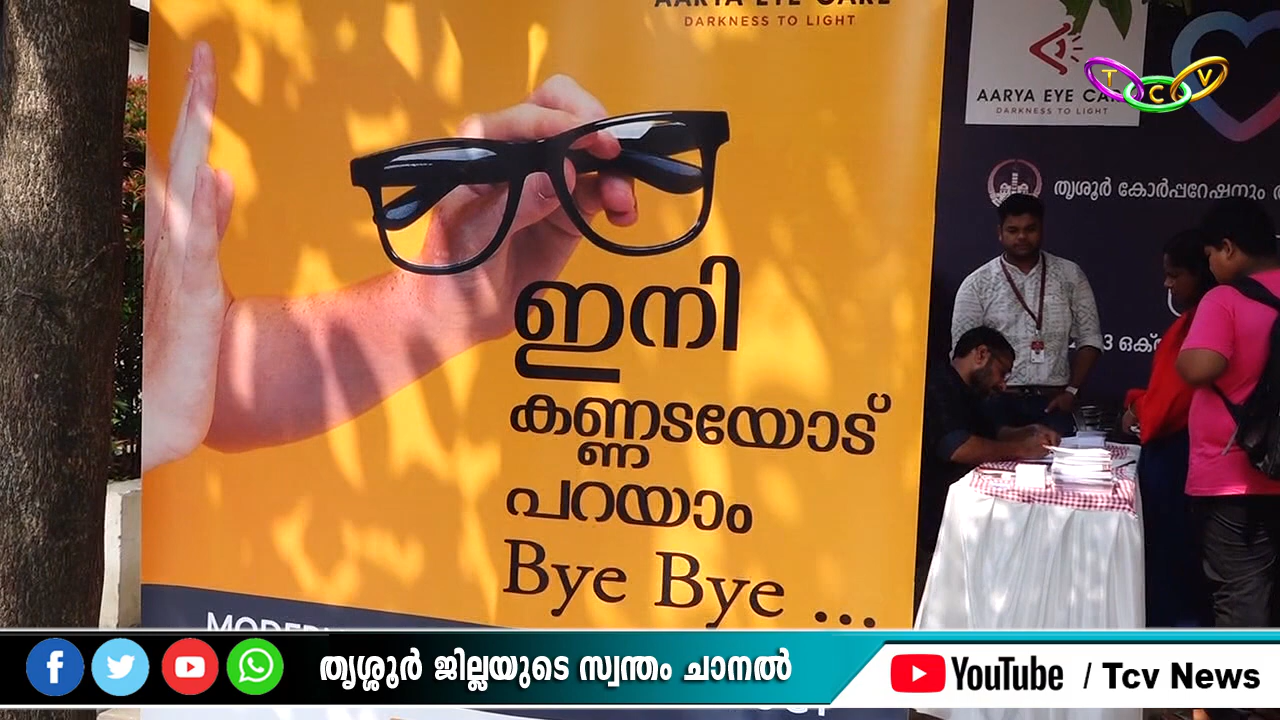 AARYA EYE CARE
DARKNESS TO LIGHT
ഇനി
കണ്ണടയോട്
പറയാം
Bye Bye ...
AARYA EYE
DARKNESS TO LIGHT
TCV
തൃശൂർ കോർപ്പറേഷനും
3
തൃശ്ശൂർ ജില്ലയുടെ സ്വന്തം ചാനൽ
YouTube / Tcv News